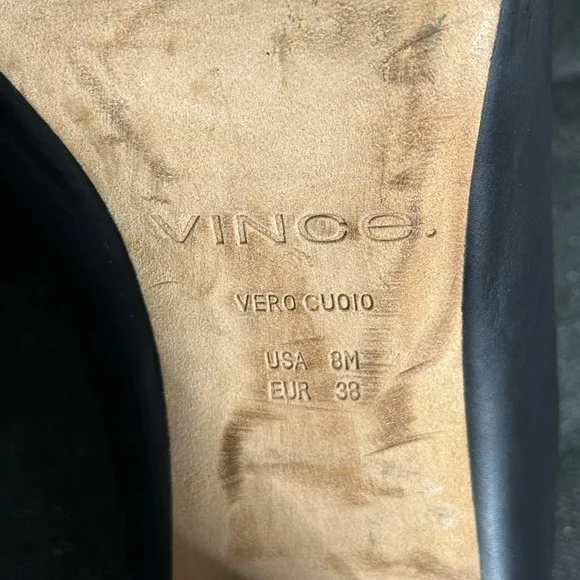 VINCe.
VERO CUOIO
USA 8M
EUR 38